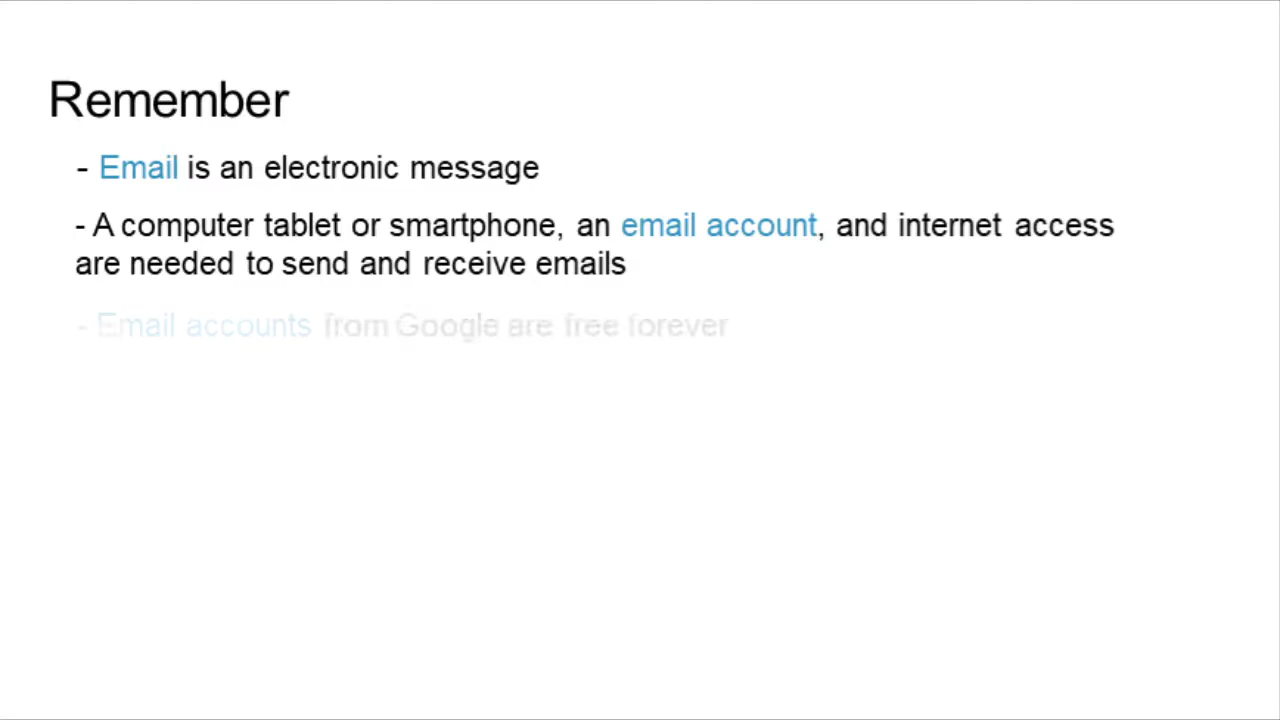 Remember
- Email is an electronic message
- A computer tablet or smartphone, an email account, and internet access
are needed to send and receive emails
- Email accounts from Google are free forever